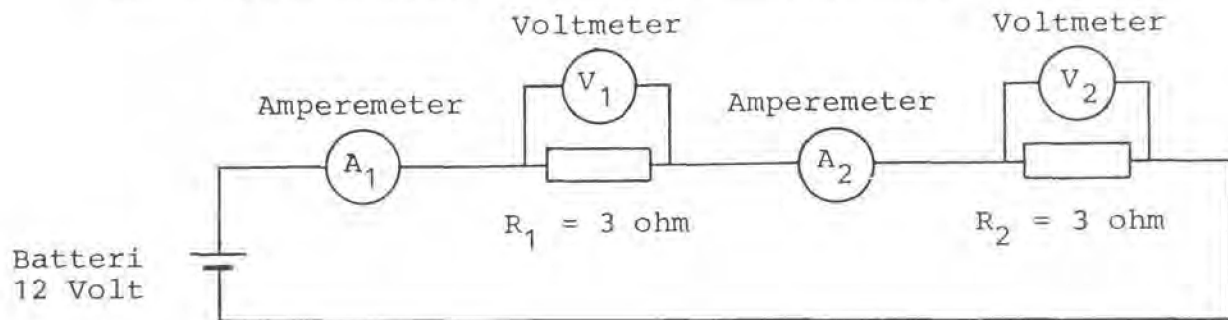 Voltmeter
V1
Amperemeter
A1
R1 = 3 ohm
Voltmeter
V2
Amperemeter
A2
R2 = 3 ohm
Batteri
12 Volt